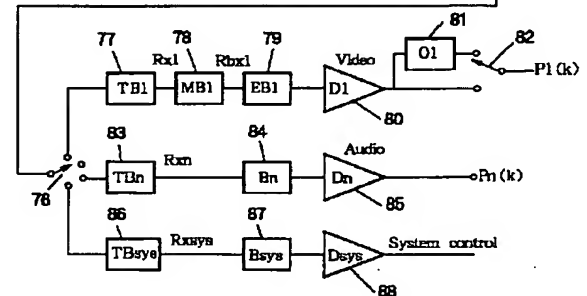 81
77 78 79 82
Rx1 Rbx1 Video O1
TB1 MB1 EB1 D1 P1(k)
80
83 84 Audio
78 TBn Rxn Bn Dn Pn(k)
85
86 87
TBsys Rxsys Bsys Dsys System control
88